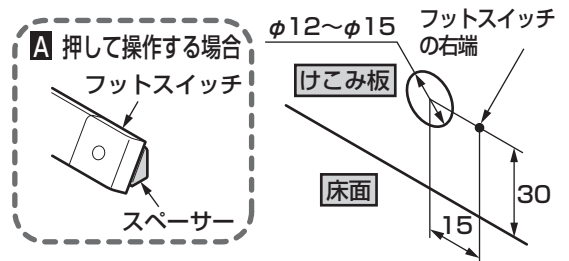 A 押して操作する場合
フットスイッチ
スペーサー
φ12～φ15
フットスイッチ
の右端
けこみ板
床面
30
15